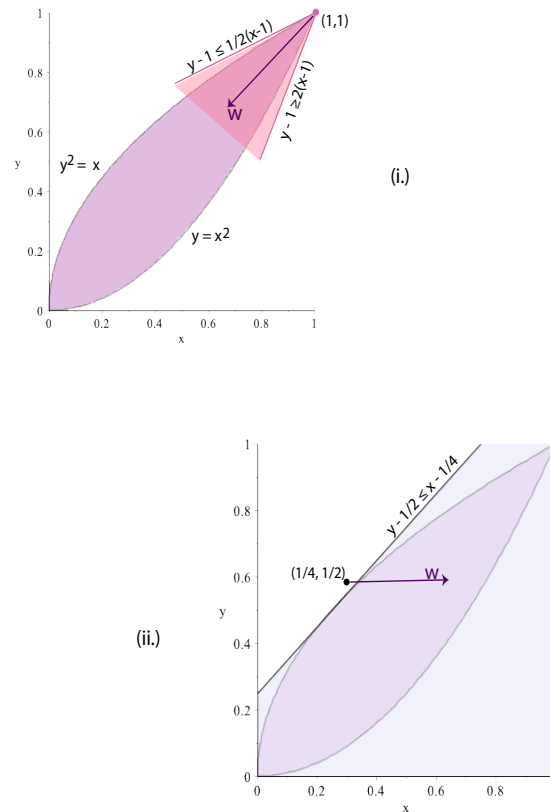 1
(1,1)
y - 1 ≤ 1/2(x-1)
0.8
W
y - 1 ≥ 2(x-1)
0.6
y
y² = x
(i.)
0.4
y = x²
0.2
0
0 0.2 0.4 0.6 0.8 1
x
1
y - 1/2 ≤ x - 1/4
0.8
(1/4, 1/2)
W
0.6
y
(ii.)
0.4
0.2
0
0 0.2 0.4 0.6 0.8
x